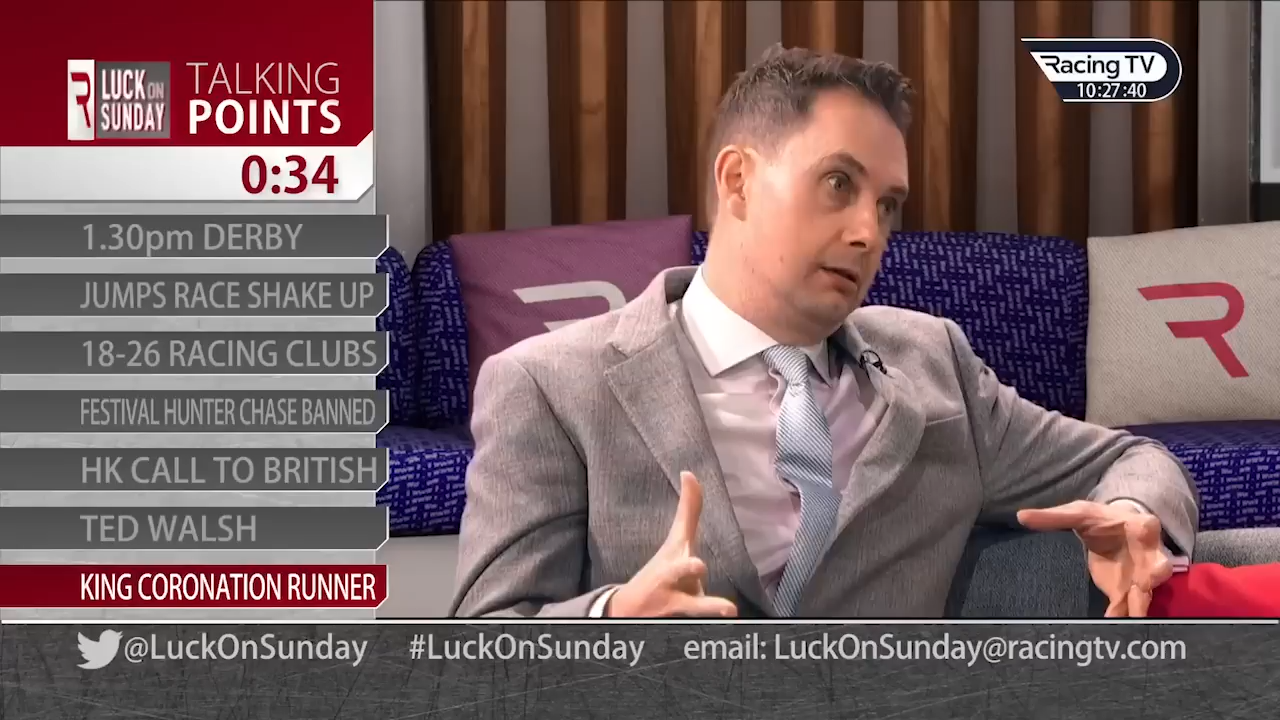 LUCK ON
SUNDAY
TALKING
POINTS
0:34
1.30pm DERBY
JUMPS RACE SHAKE UP
18-26 RACING CLUBS
FESTIVAL HUNTER CHASE BANNED
HK CALL TO BRITISH
TED WALSH
KING CORONATION RUNNER
Racing TV
10:27:40
@LuckOnSunday #LuckOnSunday email: LuckOnSunday@racingtv.com